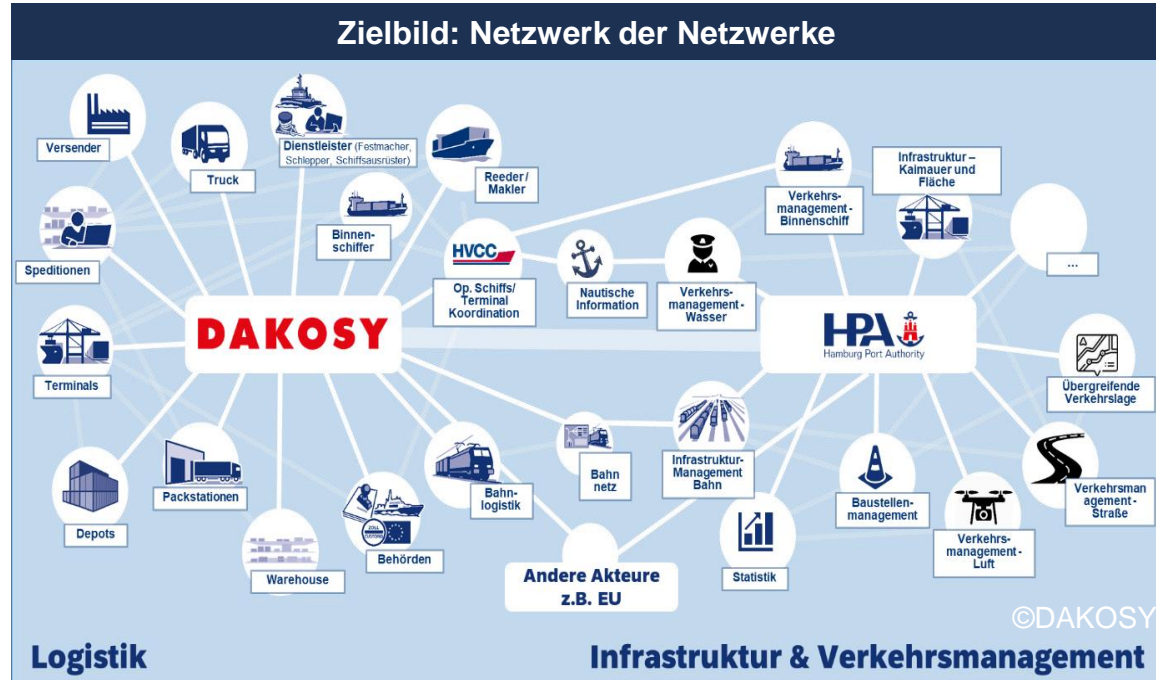 Zielbild: Netzwerk der Netzwerke
Versender
Truck
Dienstleister (Festmacher,
Schlepper, Schiffsausrüster)
Reeder/
Makler
Speditionen
Binnen-
schiffer
HVCC
Op. Schiffs/
Terminal
Koordination
Nautische
Information
Verkehrs-
management-
Wasser
Verkehrs-
management-
Binnenschiff
Infrastruktur –
Kaimauer und
Fläche
...
DAKOSY
HPA
Hamburg Port Authority
Terminals
Übergreifende
Verkehrslage
Depots
Packstationen
Warehouse
ZOLL
CUSTOMS
Behörden
Bahn-
logistik
Bahn
netz
Infrastruktur-
Management
Bahn
Statistik
Baustellen-
management
Verkehrs-
management-
Luft
Verkehrsman
agement-
Straße
Andere Akteure
z.B. EU
©DAKOSY
Logistik
Infrastruktur & Verkehrsmanagement